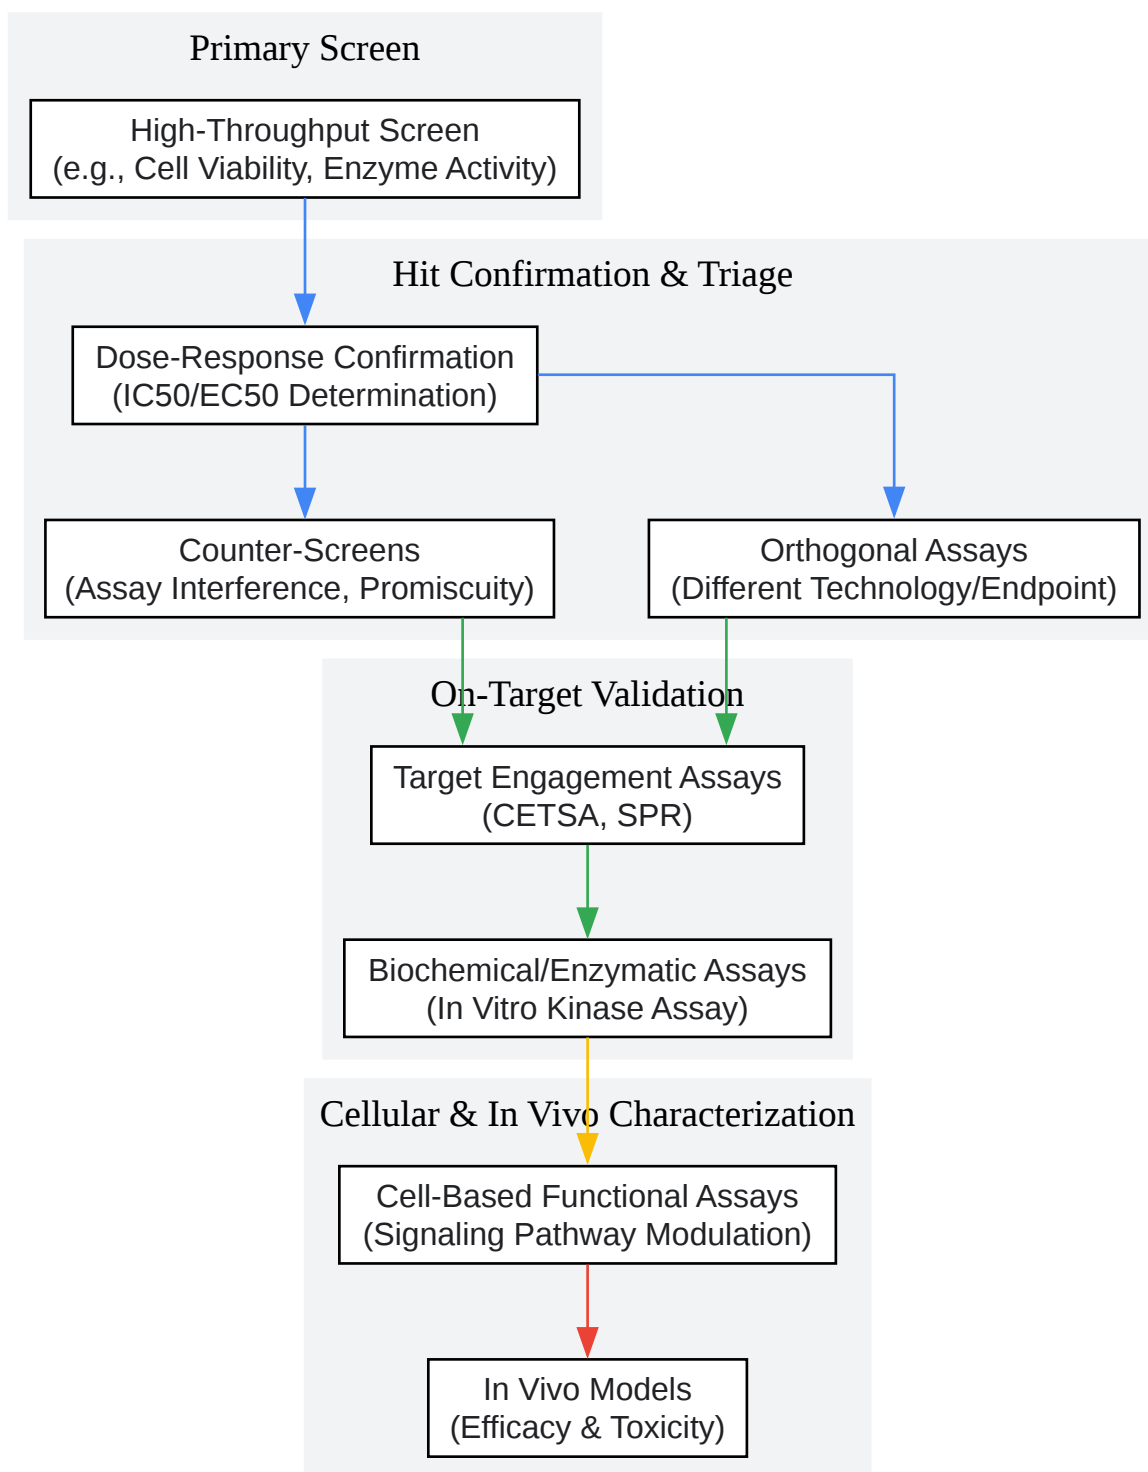 Primary Screen
High-Throughput Screen
(e.g., Cell Viability, Enzyme Activity)
Hit Confirmation & Triage
Dose-Response Confirmation
(IC50/EC50 Determination)
Counter-Screens
(Assay Interference, Promiscuity)
Orthogonal Assays
(Different Technology/Endpoint)
On-Target Validation
Target Engagement Assays
(CETSA, SPR)
Biochemical/Enzymatic Assays
(In Vitro Kinase Assay)
Cellular & In Vivo Characterization
Cell-Based Functional Assays
(Signaling Pathway Modulation)
In Vivo Models
(Efficacy & Toxicity)